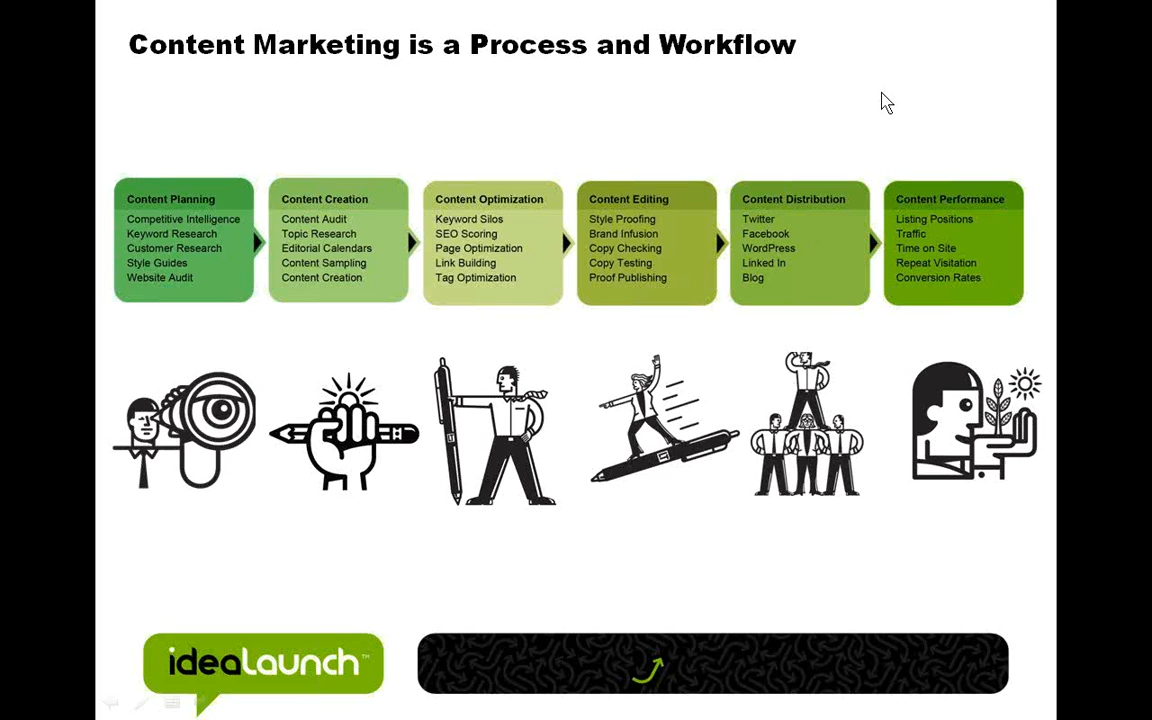 Content Marketing is a Process and Workflow
Content Planning
Competitive Intelligence
Keyword Research
Customer Research
Style Guides
Website Audit
Content Creation
Content Audit
Topic Research
Editorial Calendars
Content Sampling
Content Creation
Content Optimization
Keyword Silos
SEO Scoring
Page Optimization
Link Building
Tag Optimization
Content Editing
Style Proofing
Brand Infusion
Copy Checking
Copy Testing
Proof Publishing
Content Distribution
Twitter
Facebook
WordPress
Linked In
Blog
Content Performance
Listing Positions
Traffic
Time on Site
Repeat Visitation
Conversion Rates
ideaLaunch™